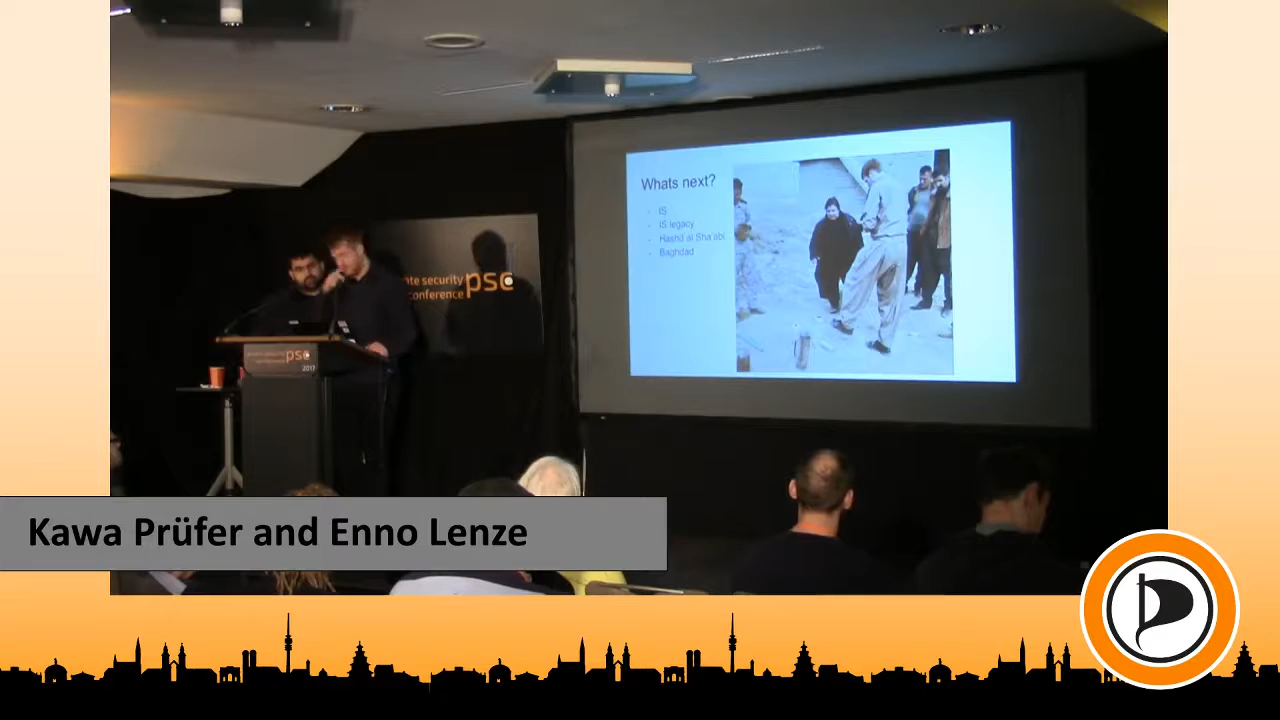 Whats next?
- IS
- IS legacy
- Hashd al Sha'abi
- Baghdad
ate security
conference
psc
psc
2017
Kawa Prüfer and Enno Lenze